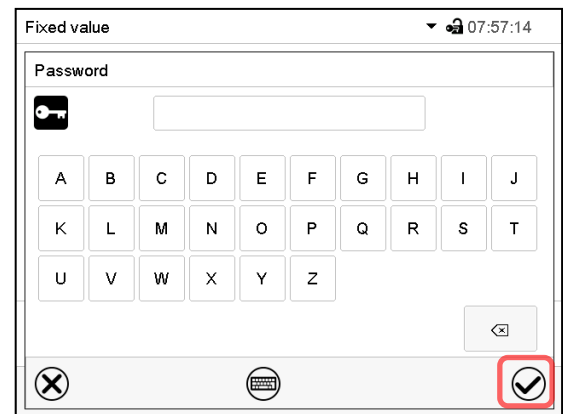 Fixed value 07:57:14
Password
A B C D E F G H I J
K L M N O P Q R S T
U V W X Y Z